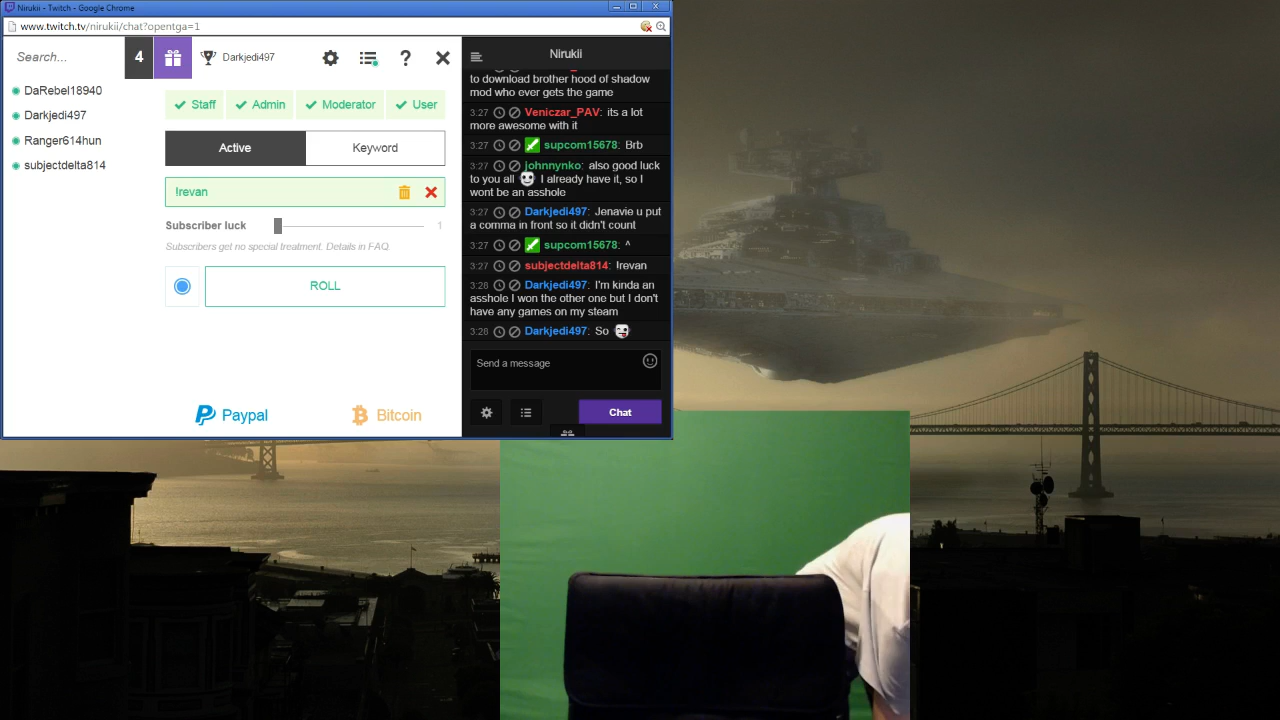 Nirukii - Twitch - Google Chrome
www.twitch.tv/nirukii/chat?opentga=1
Search...
4
Darkjedi497
?
DaRebel18940
Darkjedi497
Ranger614hun
subjectdelta814
Staff Admin Moderator User
Active Keyword
!revan
Subscriber luck 1
Subscribers get no special treatment. Details in FAQ.
ROLL
Paypal Bitcoin
Nirukii
to download brother hood of shadow
mod who ever gets the game
3:27 Veniczar_PAV: its a lot
more awesome with it
3:27 supcom15678: Brb
3:27 johnnynko: also good luck
to you all I already have it, so I
wont be an asshole
3:27 Darkjedi497: Jenavie u put
a comma in front so it didn't count
3:27 supcom15678: ^
3:27 subjectdelta814: !revan
3:28 Darkjedi497: I'm kinda an
asshole I won the other one but I don't
have any games on my steam
3:28 Darkjedi497: So
Send a message
Chat